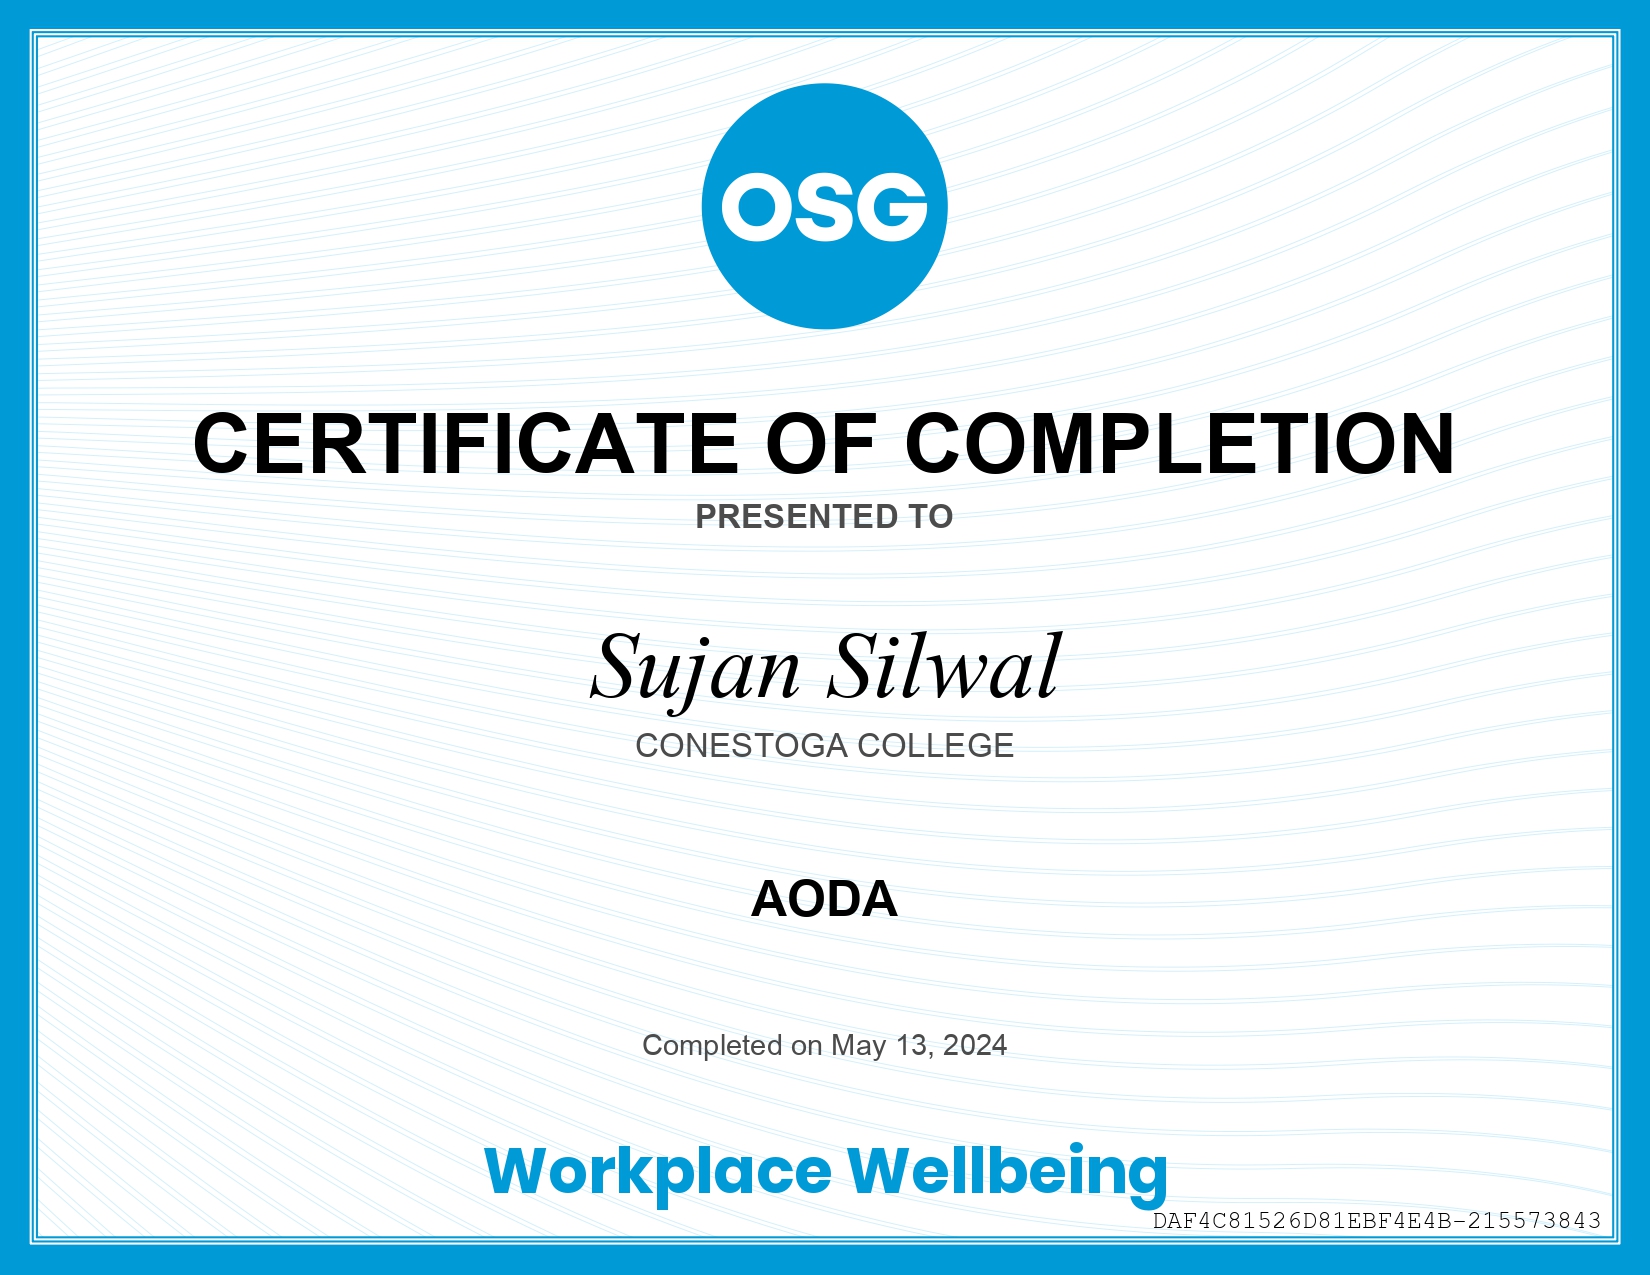 OSG
CERTIFICATE OF COMPLETION
PRESENTED TO
Sujan Silwal
CONESTOGA COLLEGE
AODA
Completed on May 13, 2024
Workplace Wellbeing
DAF4C81526D81EBF4E4B-215573843